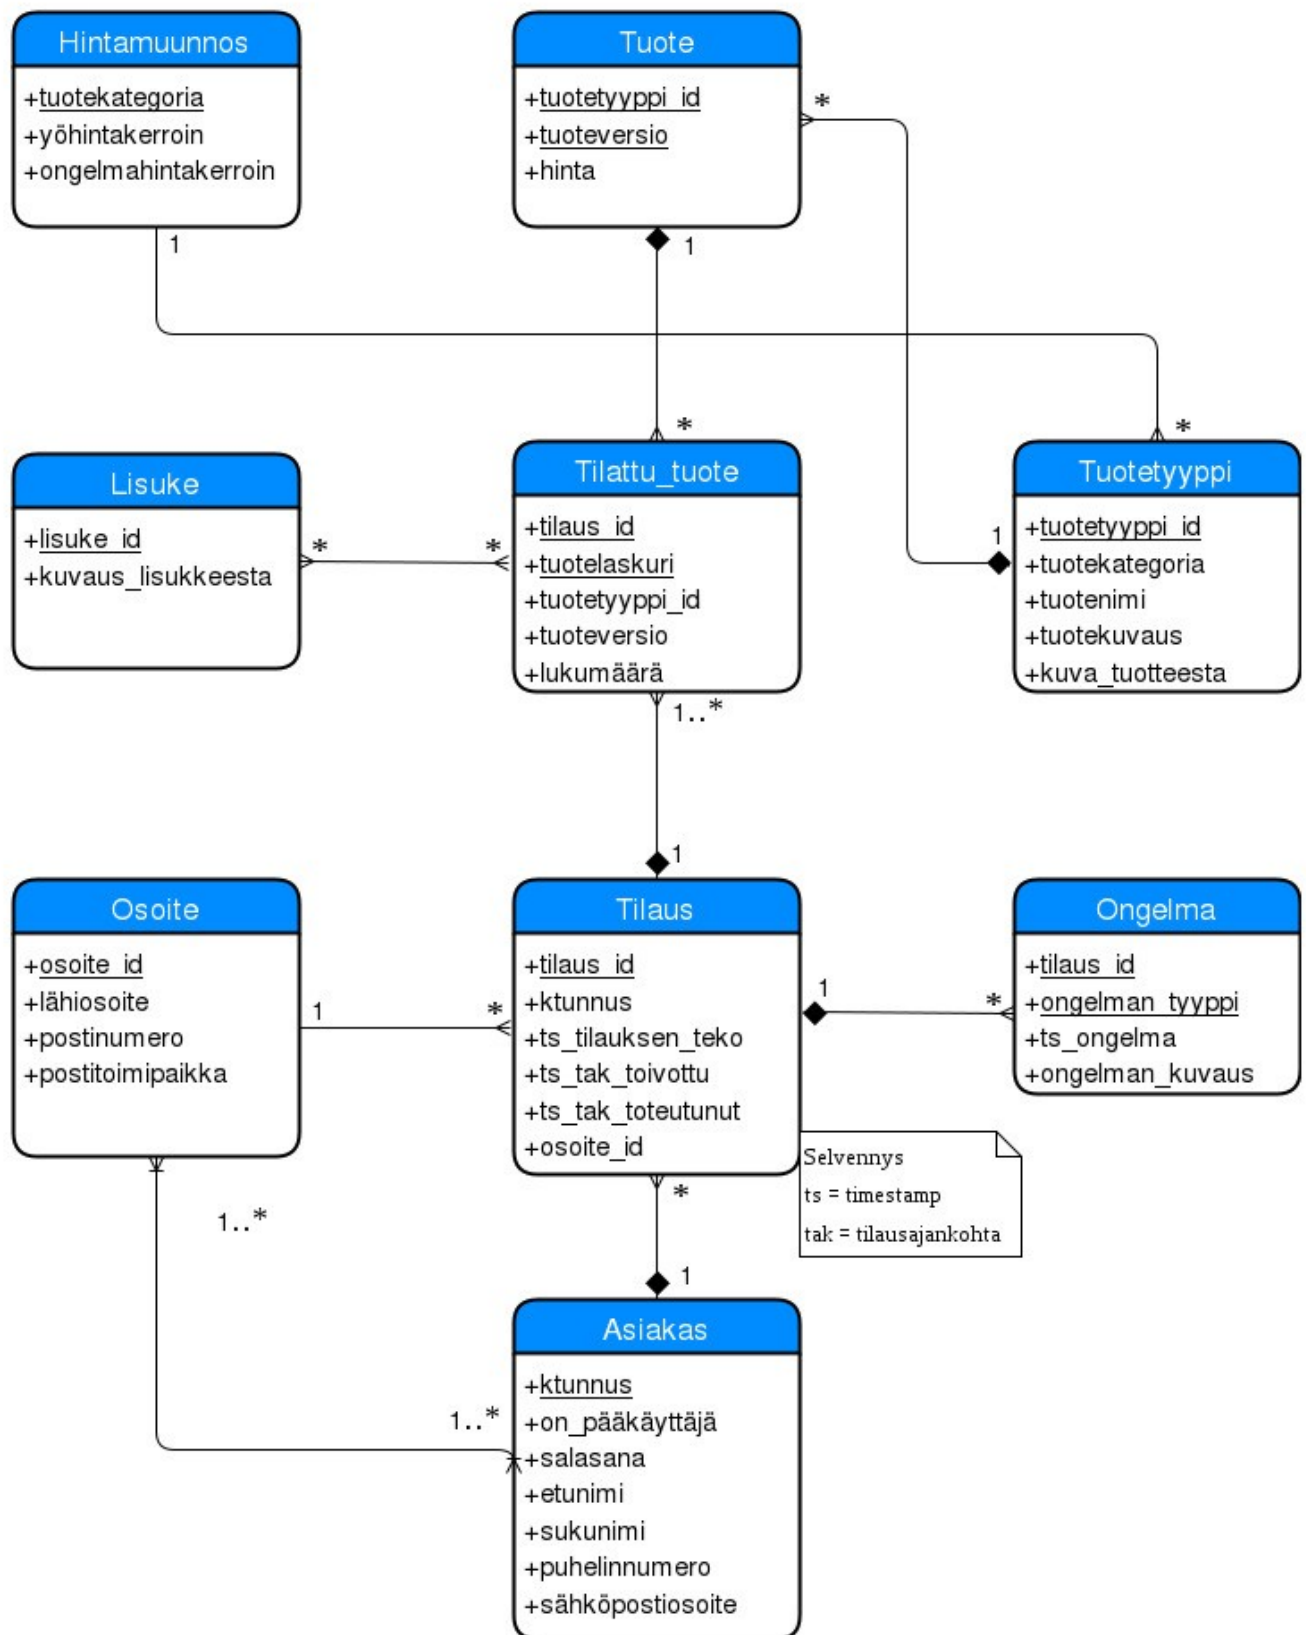 Hintamuunnos
+tuotekategoria
+yöhintakerroin
+ongelmahintakerroin
1
Tuote
+tuotetyyppi_id
+tuoteversio
+hinta
*
1
*
*
Lisuke
+lisuke_id
+kuvaus_lisukkeesta
*
*
Tilattu_tuote
+tilaus_id
+tuotelaskuri
+tuotetyyppi_id
+tuoteversio
+lukumäärä
1..*
1
Tuotetyyppi
+tuotetyyppi_id
+tuotekategoria
+tuotenimi
+tuotekuvaus
+kuva_tuotteesta
1
Osoite
+osoite_id
+lähiosoite
+postinumero
+postitoimipaikka
1
*
1..*
Tilaus
+tilaus_id
+ktunnus
+ts_tilauksen_teko
+ts_tak_toivottu
+ts_tak_toteutunut
+osoite_id
*
1
1
*
Ongelma
+tilaus_id
+ongelman_tyyppi
+ts_ongelma
+ongelman_kuvaus
Selvennys
ts = timestamp
tak = tilausajankohta
1..*
Asiakas
+ktunnus
+on_pääkäyttäjä
+salasana
+etunimi
+sukunimi
+puhelinnumero
+sähköpostiosoite